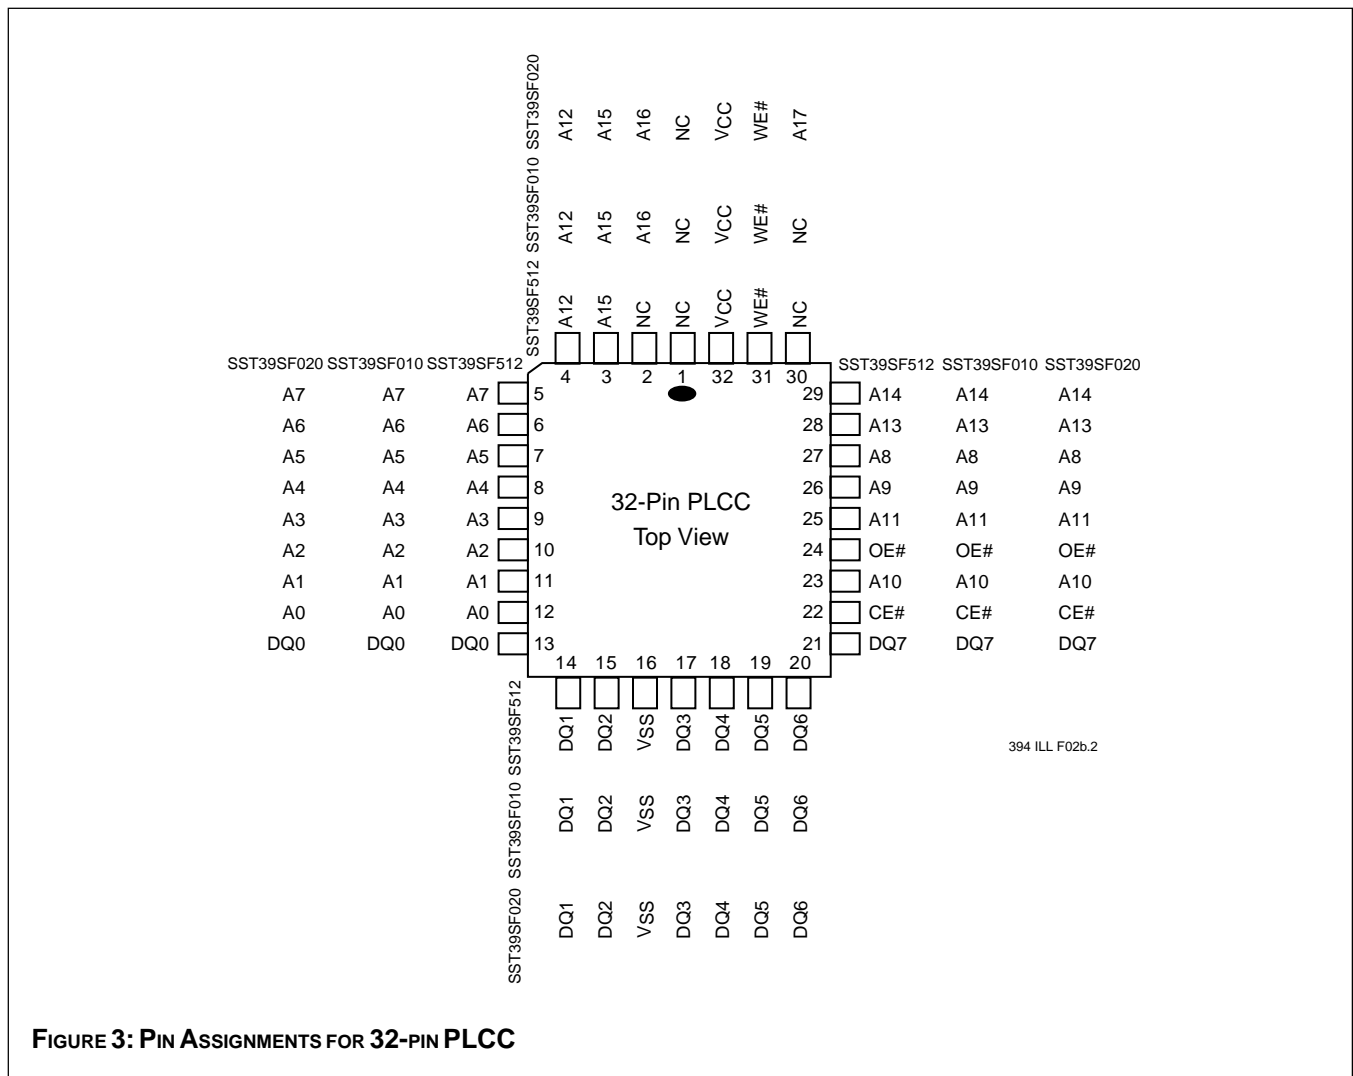 SST39SF020 A12 A15 A16 NC VCC WE# A17
SST39SF010 A12 A15 A16 NC VCC WE# NC
SST39SF512 A12 A15 NC NC VCC WE# NC
4 3 2 1 32 31 30
SST39SF020 SST39SF010 SST39SF512 SST39SF512 SST39SF010 SST39SF020
A7 A7 A7 5 29 A14 A14 A14
A6 A6 A6 6 28 A13 A13 A13
A5 A5 A5 7 27 A8 A8 A8
A4 A4 A4 8 26 A9 A9 A9
32-Pin PLCC
A3 A3 A3 9 25 A11 A11 A11
Top View
A2 A2 A2 10 24 OE# OE# OE#
A1 A1 A1 11 23 A10 A10 A10
A0 A0 A0 12 22 CE# CE# CE#
DQ0 DQ0 DQ0 13 21 DQ7 DQ7 DQ7
14 15 16 17 18 19 20
SST39SF512 DQ1 DQ2 VSS DQ3 DQ4 DQ5 DQ6
394 ILL F02b.2
SST39SF010 DQ1 DQ2 VSS DQ3 DQ4 DQ5 DQ6
SST39SF020 DQ1 DQ2 VSS DQ3 DQ4 DQ5 DQ6
FIGURE 3: PIN ASSIGNMENTS FOR 32-PIN PLCC